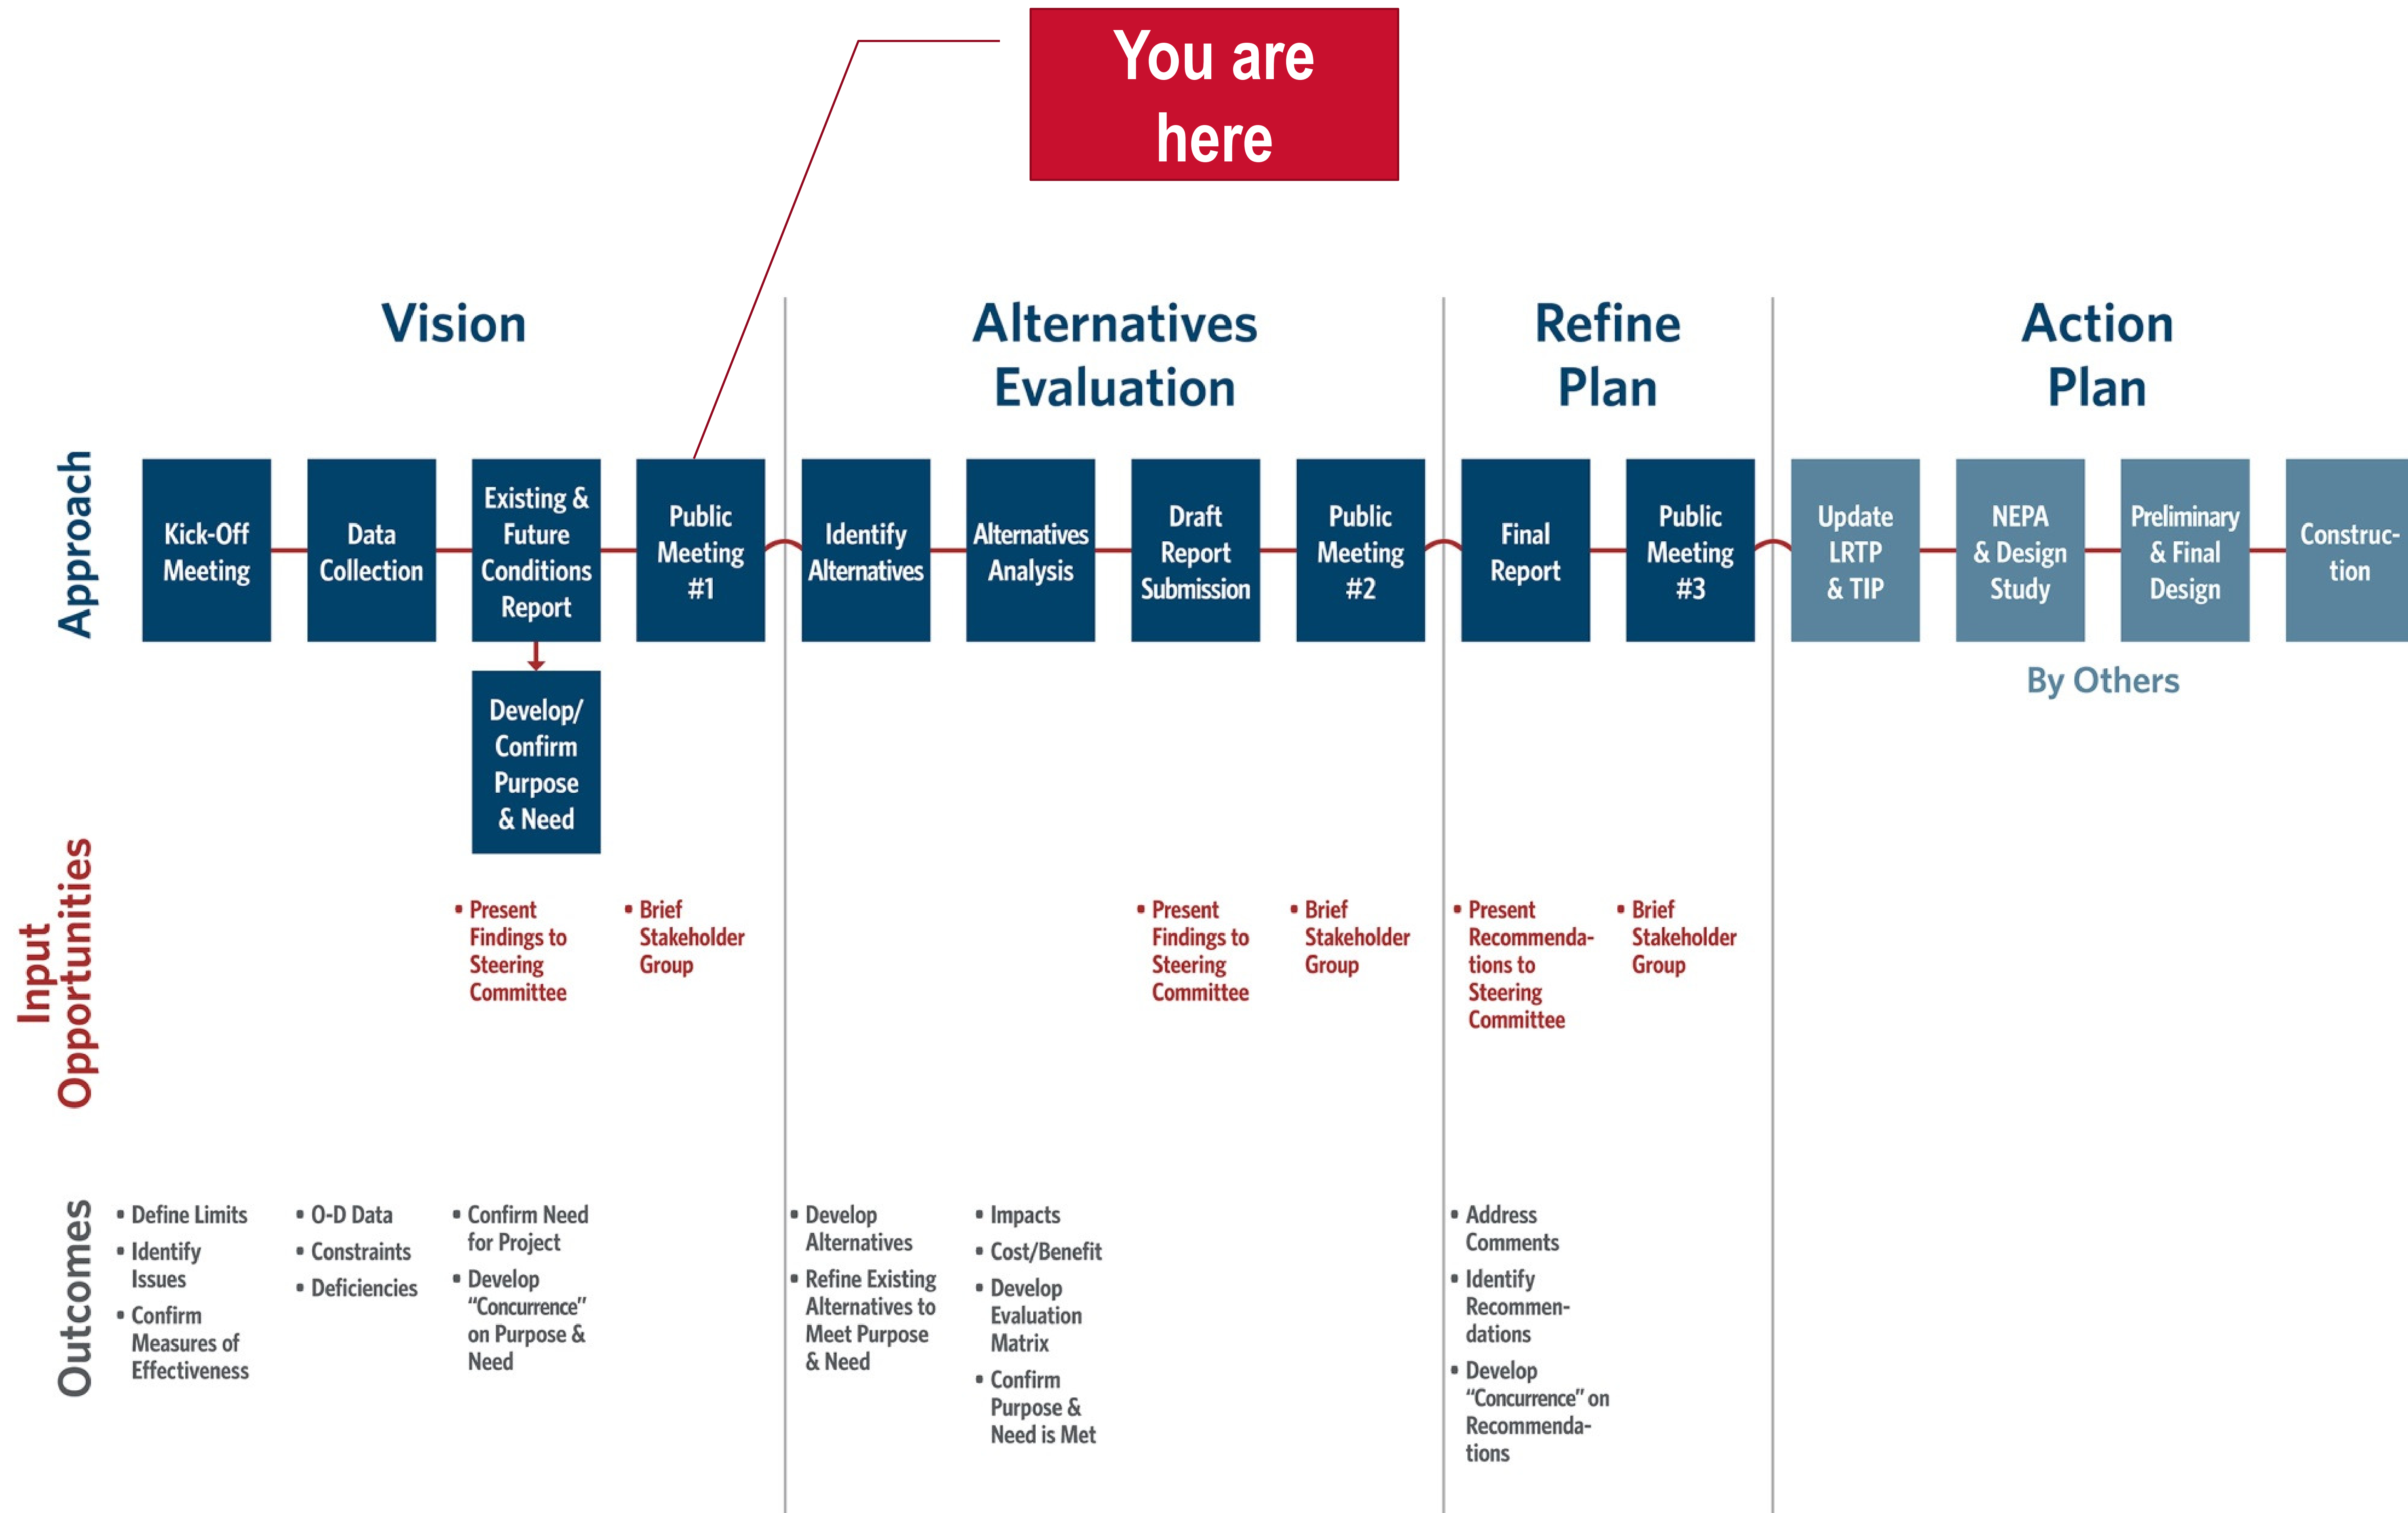 You are
here
Vision
Alternatives
Evaluation
Refine
Plan
Action
Plan
Approach
Kick-Off
Meeting
Data
Collection
Existing &
Future
Conditions
Report
Public
Meeting
#1
Identify
Alternatives
Alternatives
Analysis
Draft
Report
Submission
Public
Meeting
#2
Final
Report
Public
Meeting
#3
Update
LRTP
& TIP
NEPA
& Design
Study
Preliminary
& Final
Design
Construc-
tion
By Others
Develop/
Confirm
Purpose
& Need
Input
Opportunities
▪ Present
Findings to
Steering
Committee
▪ Brief
Stakeholder
Group
▪ Present
Findings to
Steering
Committee
▪ Brief
Stakeholder
Group
▪ Present
Recommenda-
tions to
Steering
Committee
▪ Brief
Stakeholder
Group
Outcomes
▪ Define Limits
▪ Identify
Issues
▪ Confirm
Measures of
Effectiveness
▪ O-D Data
▪ Constraints
▪ Deficiencies
▪ Confirm Need
for Project
▪ Develop
“Concurrence”
on Purpose &
Need
▪ Develop
Alternatives
▪ Refine Existing
Alternatives to
Meet Purpose
& Need
▪ Impacts
▪ Cost/Benefit
▪ Develop
Evaluation
Matrix
▪ Confirm
Purpose &
Need is Met
▪ Address
Comments
▪ Identify
Recommen-
dations
▪ Develop
“Concurrence” on
Recommenda-
tions